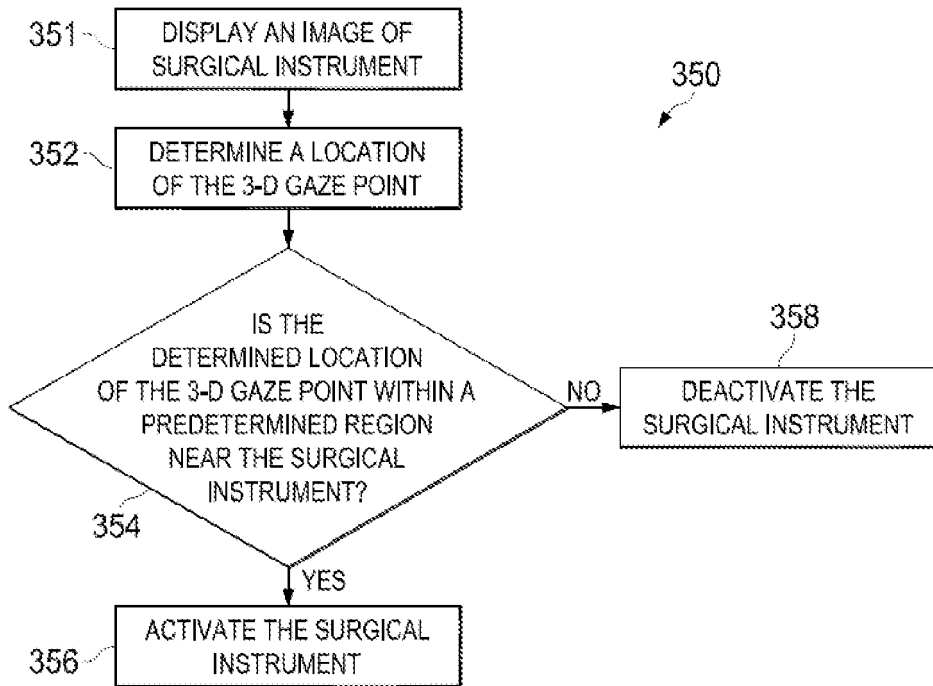 351
DISPLAY AN IMAGE OF
SURGICAL INSTRUMENT
350
352
DETERMINE A LOCATION
OF THE 3-D GAZE POINT
IS THE
DETERMINED LOCATION
OF THE 3-D GAZE POINT WITHIN A
PREDETERMINED REGION
NEAR THE SURGICAL
INSTRUMENT?
354
NO
358
DEACTIVATE THE
SURGICAL INSTRUMENT
YES
356
ACTIVATE THE SURGICAL
INSTRUMENT